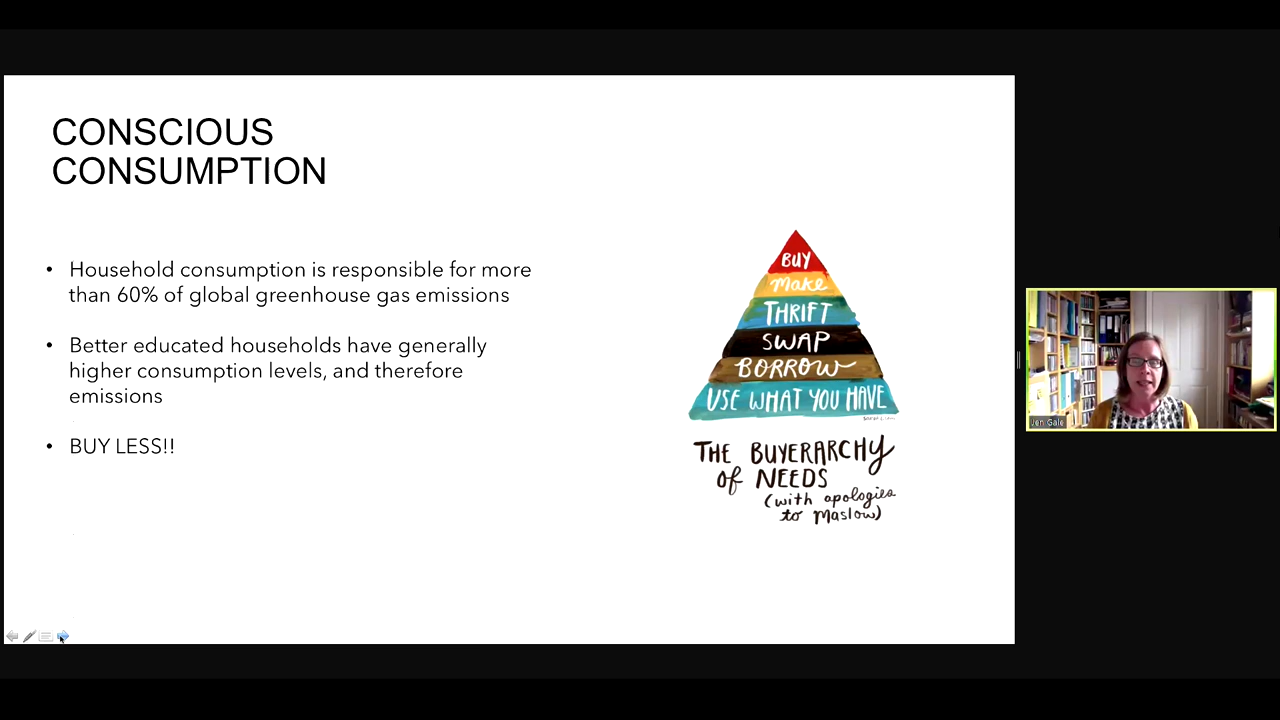 CONSCIOUS
CONSUMPTION
• Household consumption is responsible for more
than 60% of global greenhouse gas emissions
• Better educated households have generally
higher consumption levels, and therefore
emissions
• BUY LESS!!
BUY
Make
THRIFT
SWAP
BORROW
USE WHAT YOU HAVE
THE BUYERARCHY
of NEEDS
(with apologies
to Maslow)
Jen Gale